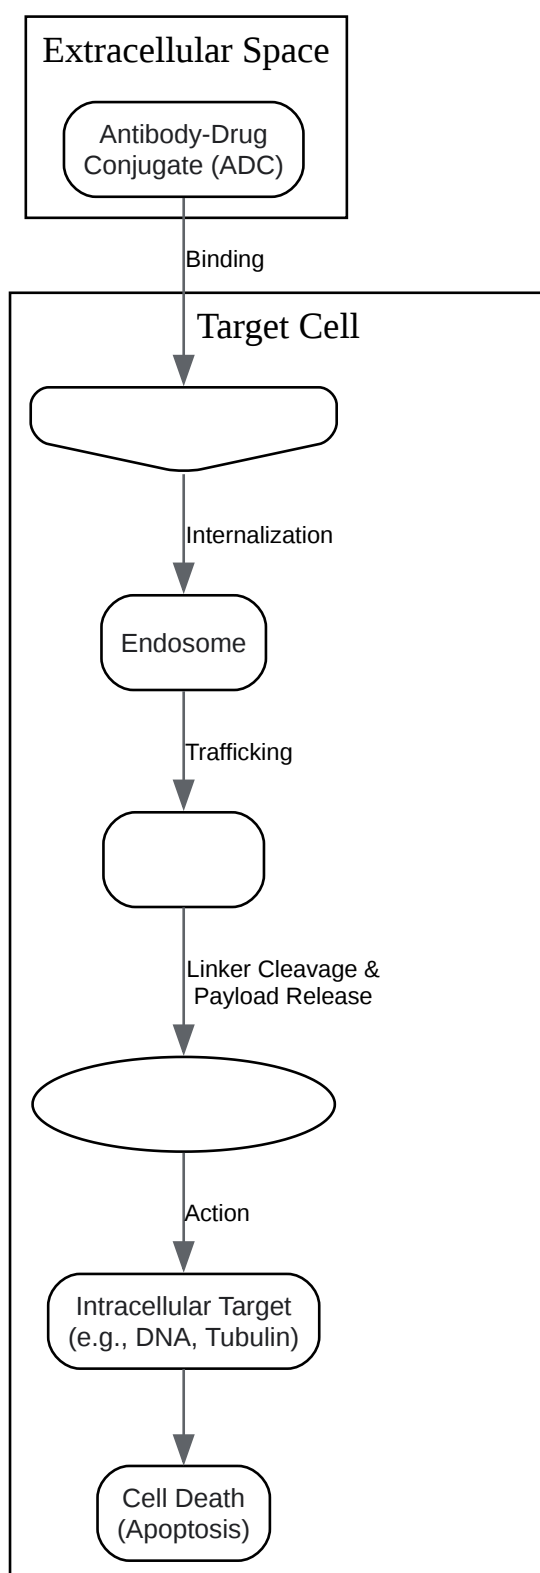 Extracellular Space
Antibody-Drug
Conjugate (ADC)
Binding
Target Cell
Internalization
Endosome
Trafficking
Linker Cleavage &
Payload Release
Action
Intracellular Target
(e.g., DNA, Tubulin)
Cell Death
(Apoptosis)